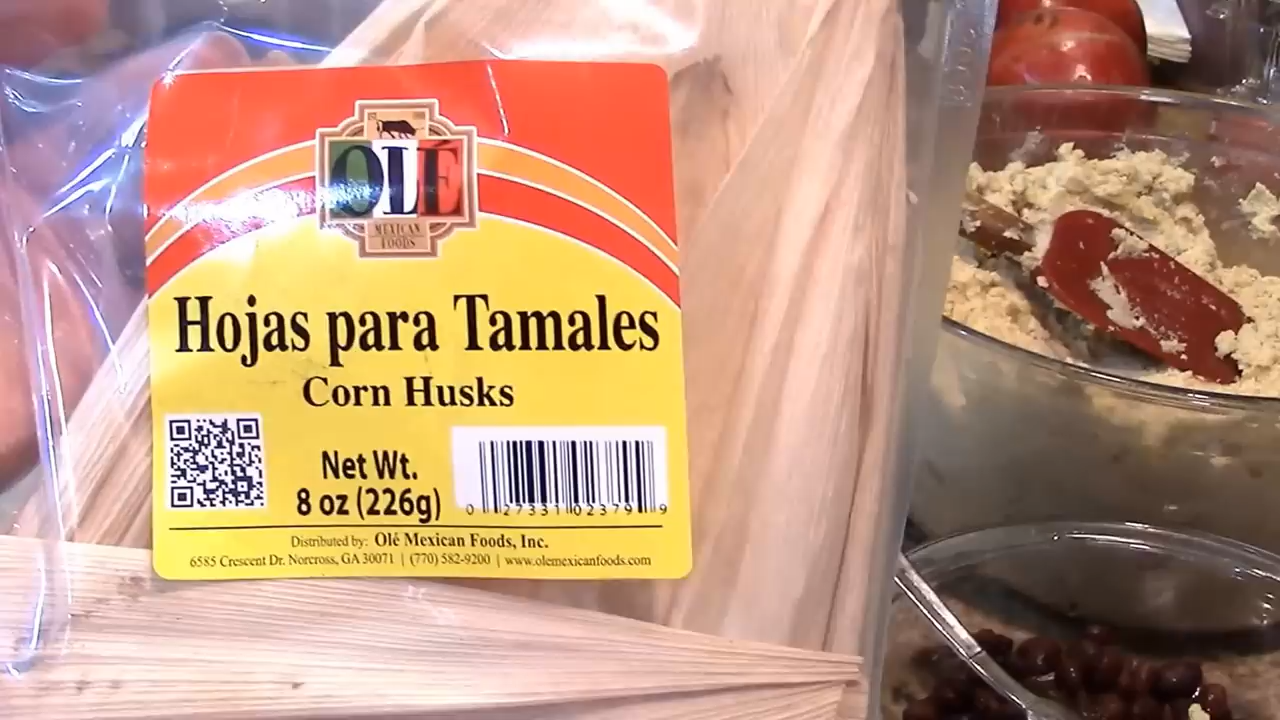 OLÉ
MEXICAN
FOODS
Hojas para Tamales
Corn Husks
Net Wt.
8 oz (226g)
0 27331 02379 9
Distributed by: Olé Mexican Foods, Inc.
6585 Crescent Dr. Norcross, GA 30071 | (770) 582-9200 | www.olemexicanfoods.com